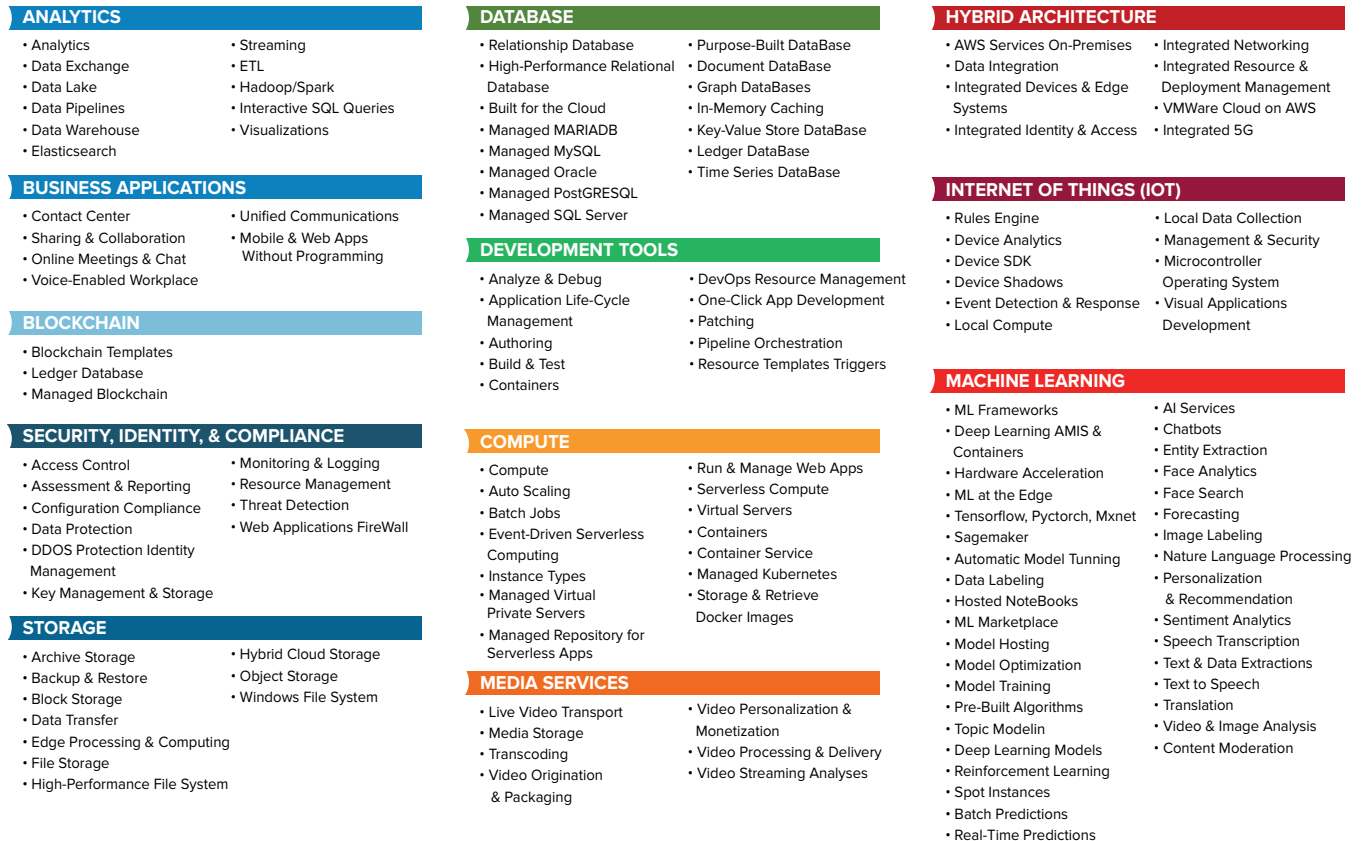 ANALYTICS
• Analytics
• Data Exchange
• Data Lake
• Data Pipelines
• Data Warehouse
• Elasticsearch
• Streaming
• ETL
• Hadoop/Spark
• Interactive SQL Queries
• Visualizations
BUSINESS APPLICATIONS
• Contact Center
• Sharing & Collaboration
• Online Meetings & Chat
• Voice-Enabled Workplace
• Unified Communications
• Mobile & Web Apps
Without Programming
BLOCKCHAIN
• Blockchain Templates
• Ledger Database
• Managed Blockchain
SECURITY, IDENTITY, & COMPLIANCE
• Access Control
• Assessment & Reporting
• Configuration Compliance
• Data Protection
• DDOS Protection Identity
Management
• Key Management & Storage
• Monitoring & Logging
• Resource Management
• Threat Detection
• Web Applications FireWall
STORAGE
• Archive Storage
• Backup & Restore
• Block Storage
• Data Transfer
• Edge Processing & Computing
• File Storage
• High-Performance File System
• Hybrid Cloud Storage
• Object Storage
• Windows File System
DATABASE
• Relationship Database
• High-Performance Relational
Database
• Built for the Cloud
• Managed MARIADB
• Managed MySQL
• Managed Oracle
• Managed PostGRESQL
• Managed SQL Server
• Purpose-Built DataBase
• Document DataBase
• Graph DataBases
• In-Memory Caching
• Key-Value Store DataBase
• Ledger DataBase
• Time Series DataBase
DEVELOPMENT TOOLS
• Analyze & Debug
• Application Life-Cycle
Management
• Authoring
• Build & Test
• Containers
• DevOps Resource Management
• One-Click App Development
• Patching
• Pipeline Orchestration
• Resource Templates Triggers
COMPUTE
• Compute
• Auto Scaling
• Batch Jobs
• Event-Driven Serverless
Computing
• Instance Types
• Managed Virtual
Private Servers
• Managed Repository for
Serverless Apps
• Run & Manage Web Apps
• Serverless Compute
• Virtual Servers
• Containers
• Container Service
• Managed Kubernetes
• Storage & Retrieve
Docker Images
MEDIA SERVICES
• Live Video Transport
• Media Storage
• Transcoding
• Video Origination
& Packaging
• Video Personalization &
Monetization
• Video Processing & Delivery
• Video Streaming Analyses
HYBRID ARCHITECTURE
• AWS Services On-Premises
• Data Integration
• Integrated Devices & Edge
Systems
• Integrated Identity & Access
• Integrated Networking
• Integrated Resource &
Deployment Management
• VMWare Cloud on AWS
• Integrated 5G
INTERNET OF THINGS (IOT)
• Rules Engine
• Device Analytics
• Device SDK
• Device Shadows
• Event Detection & Response
• Local Compute
• Local Data Collection
• Management & Security
• Microcontroller
Operating System
• Visual Applications
Development
MACHINE LEARNING
• ML Frameworks
• Deep Learning AMIS &
Containers
• Hardware Acceleration
• ML at the Edge
• Tensorflow, Pyctorch, Mxnet
• Sagemaker
• Automatic Model Tunning
• Data Labeling
• Hosted NoteBooks
• ML Marketplace
• Model Hosting
• Model Optimization
• Model Training
• Pre-Built Algorithms
• Topic Modelin
• Deep Learning Models
• Reinforcement Learning
• Spot Instances
• Batch Predictions
• Real-Time Predictions
• AI Services
• Chatbots
• Entity Extraction
• Face Analytics
• Face Search
• Forecasting
• Image Labeling
• Nature Language Processing
• Personalization
& Recommendation
• Sentiment Analytics
• Speech Transcription
• Text & Data Extractions
• Text to Speech
• Translation
• Video & Image Analysis
• Content Moderation